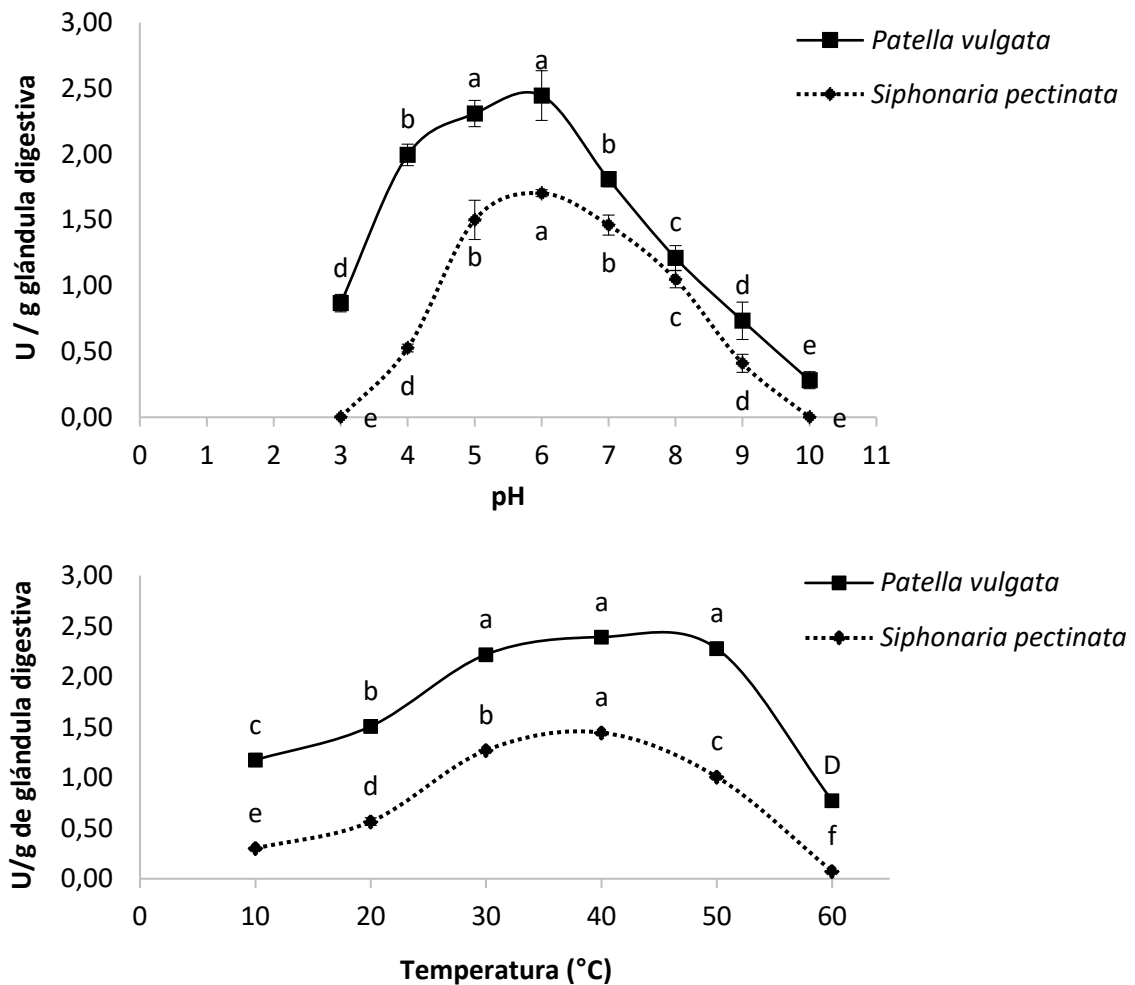 3,00
2,50
2,00
1,50
1,00
0,50
0,00
U / g glándula digestiva
d
b
a
a
b
c
d
e
e
d
b
a
b
c
d
e
0 1 2 3 4 5 6 7 8 9 10 11
pH
Patella vulgata
Siphonaria pectinata
3,00
2,50
2,00
1,50
1,00
0,50
0,00
U/g de glándula digestiva
c
b
a
a
a
D
e
d
b
a
c
f
0 10 20 30 40 50 60
Temperatura (°C)
Patella vulgata
Siphonaria pectinata